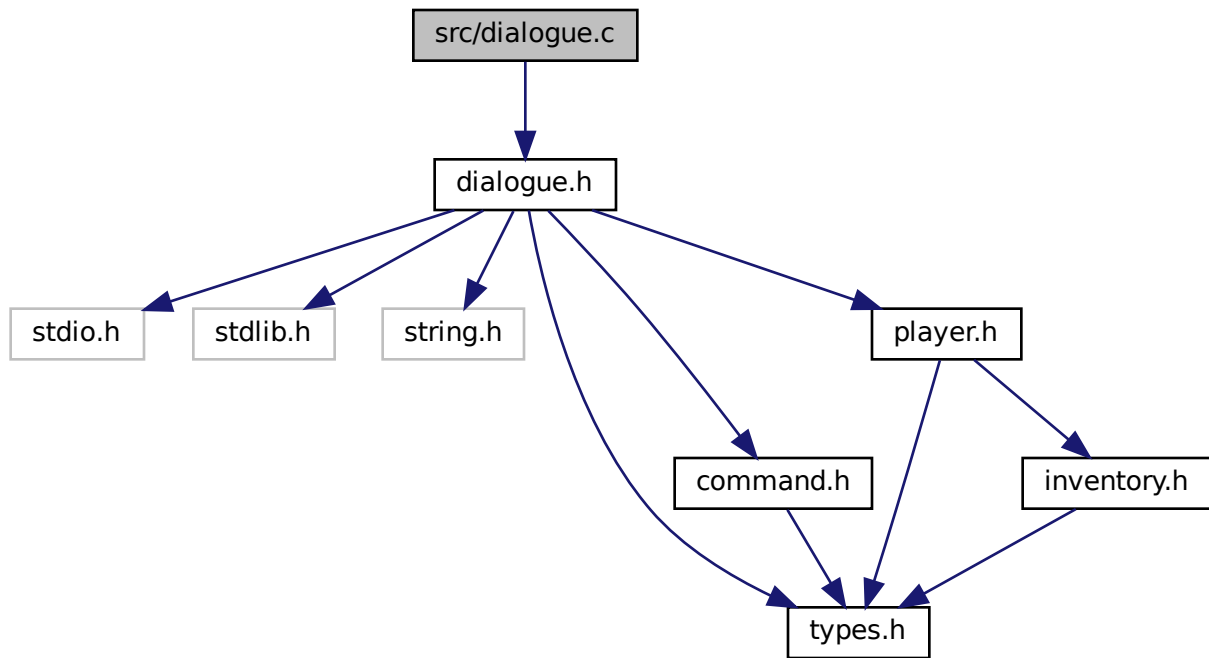 src/dialogue.c
dialogue.h
stdio.h
stdlib.h
string.h
player.h
command.h
inventory.h
types.h